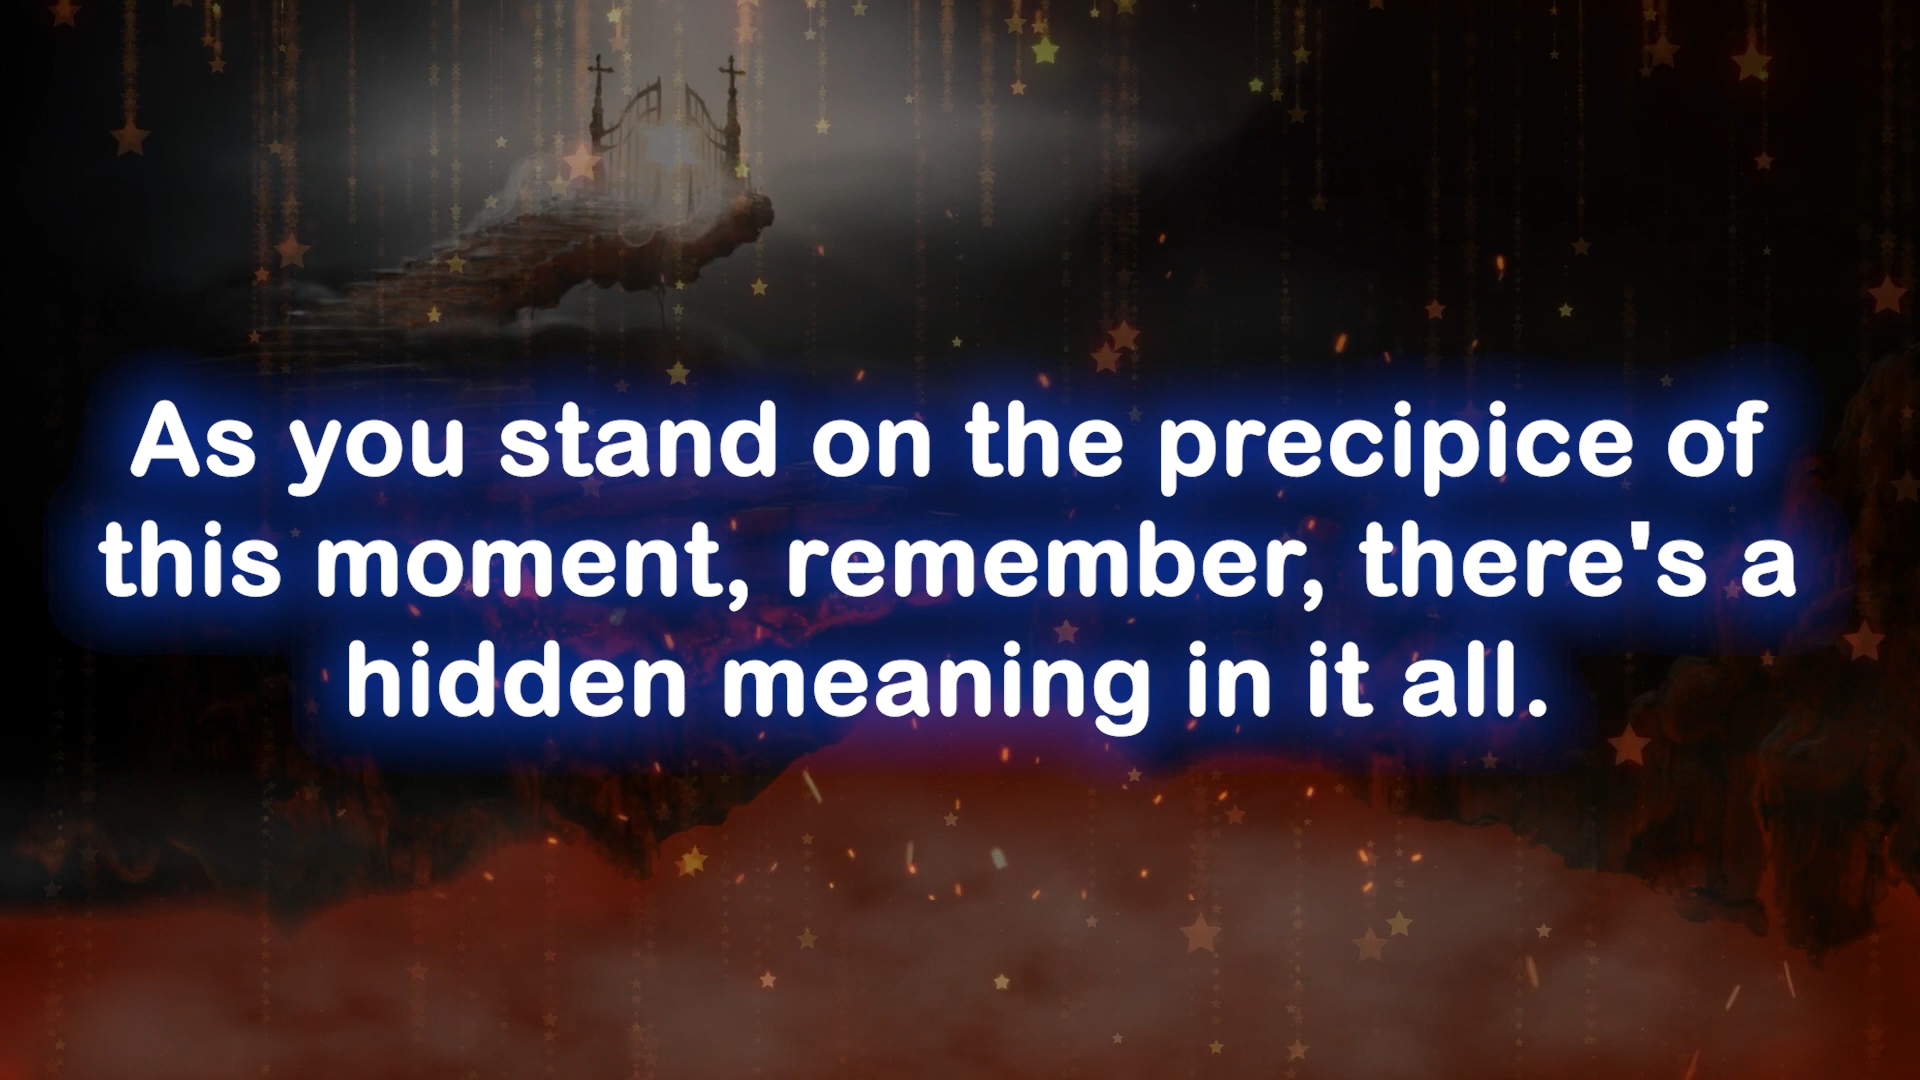 As you stand on the precipice of
this moment, remember, there's a
hidden meaning in it all.